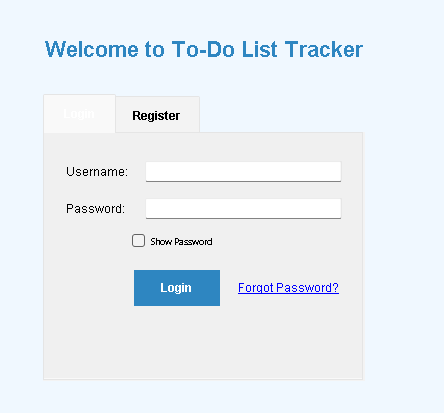 Welcome to To-Do List Tracker
Login Register
Username:
Password:
Show Password
Login Forgot Password?